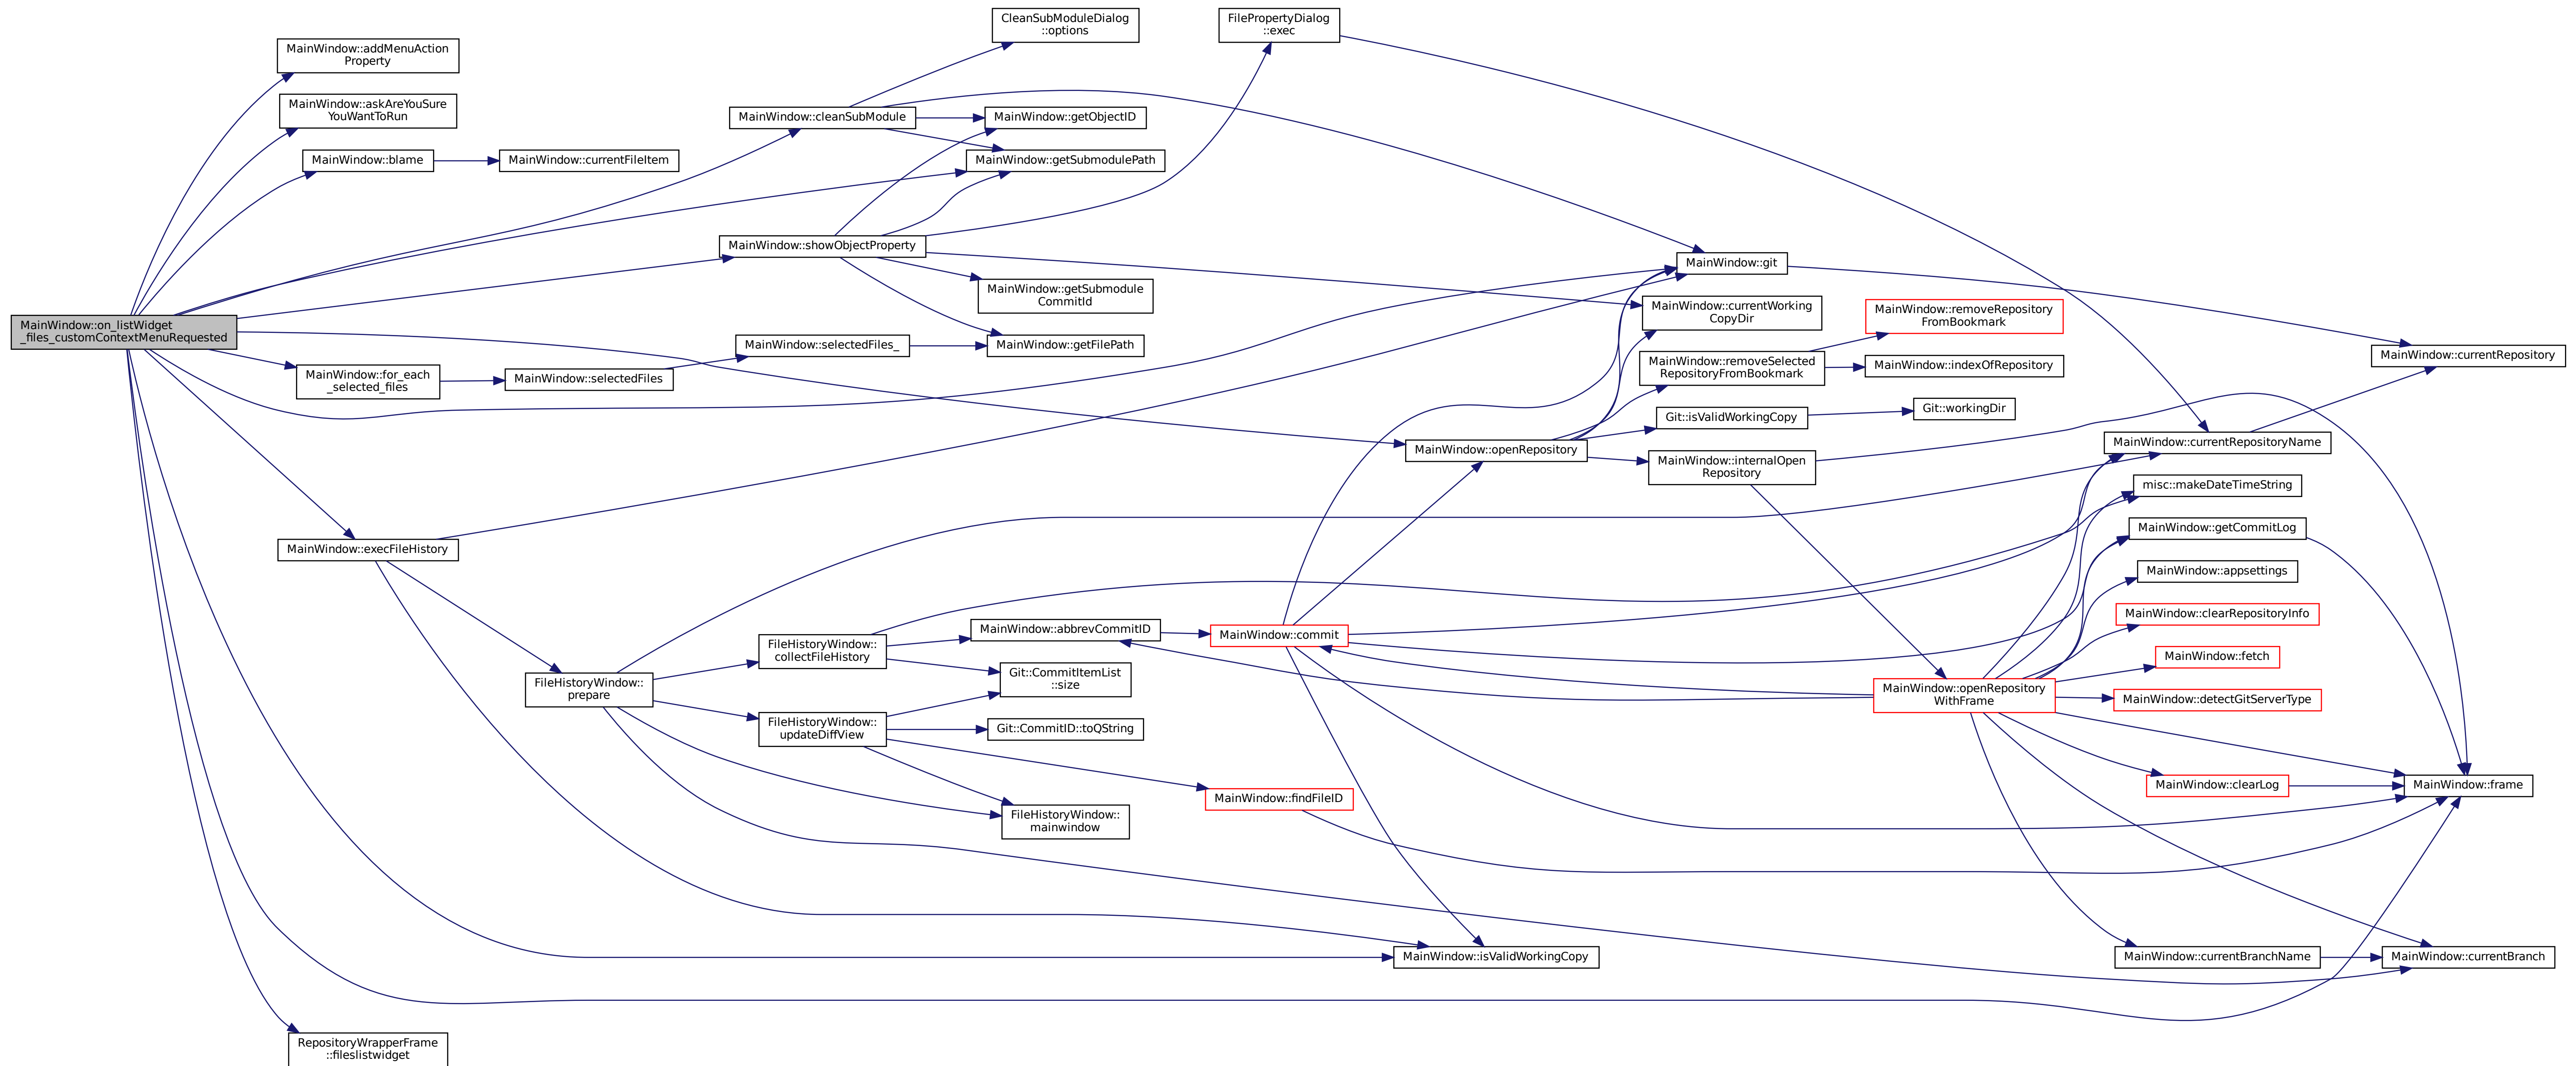 MainWindow::on_listWidget
_files_customContextMenuRequested
MainWindow::addMenuAction
Property
MainWindow::askAreYouSure
YouWantToRun
MainWindow::blame
MainWindow::currentFileItem
MainWindow::cleanSubModule
CleanSubModuleDialog
::options
MainWindow::getObjectID
MainWindow::getSubmodulePath
MainWindow::showObjectProperty
FilePropertyDialog
::exec
MainWindow::getSubmodule
CommitId
MainWindow::getFilePath
MainWindow::for_each
_selected_files
MainWindow::selectedFiles
MainWindow::selectedFiles_
MainWindow::git
MainWindow::currentWorking
CopyDir
MainWindow::removeSelected
RepositoryFromBookmark
MainWindow::removeRepository
FromBookmark
MainWindow::indexOfRepository
Git::isValidWorkingCopy
Git::workingDir
MainWindow::openRepository
MainWindow::internalOpen
Repository
MainWindow::currentRepository
MainWindow::currentRepositoryName
misc::makeDateTimeString
MainWindow::getCommitLog
MainWindow::appsettings
MainWindow::clearRepositoryInfo
MainWindow::fetch
MainWindow::detectGitServerType
MainWindow::openRepository
WithFrame
MainWindow::clearLog
MainWindow::frame
MainWindow::currentBranchName
MainWindow::currentBranch
MainWindow::execFileHistory
FileHistoryWindow::
prepare
FileHistoryWindow::
collectFileHistory
MainWindow::abbrevCommitID
MainWindow::commit
Git::CommitItemList
::size
FileHistoryWindow::
updateDiffView
Git::CommitID::toQString
MainWindow::findFileID
FileHistoryWindow::
mainwindow
MainWindow::isValidWorkingCopy
RepositoryWrapperFrame
::fileslistwidget